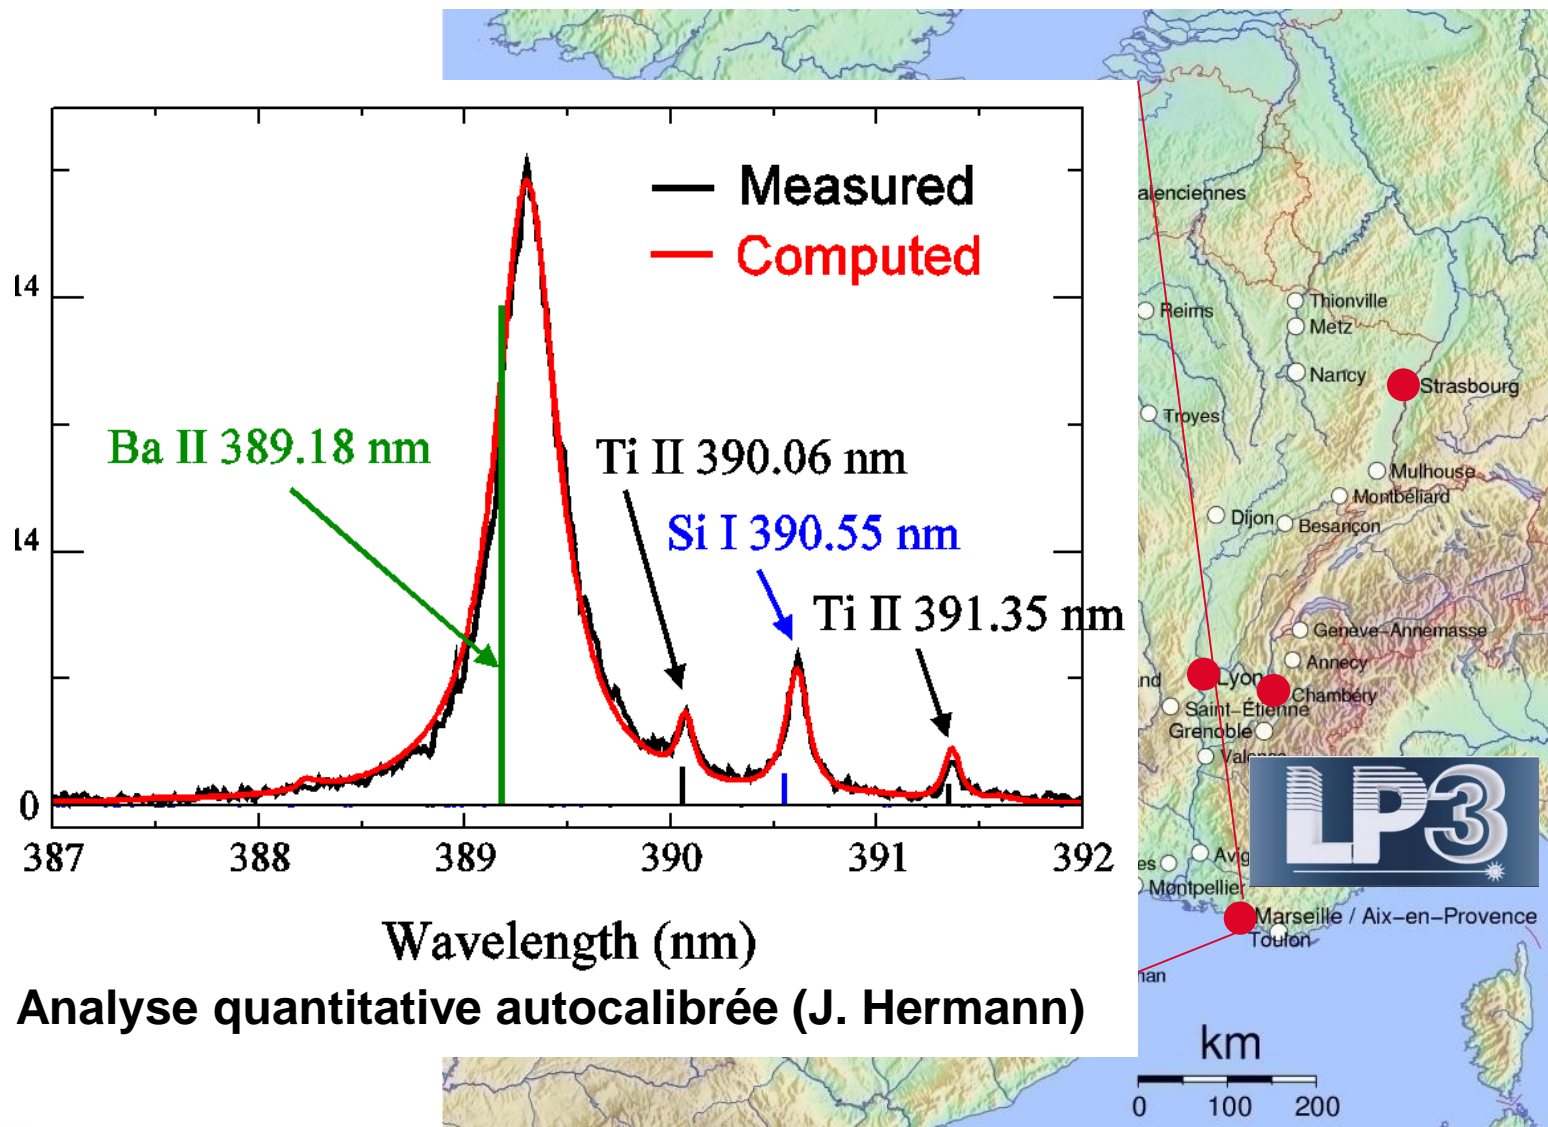 Measured
Computed
14
14
0
Ba II 389.18 nm
Ti II 390.06 nm
Si I 390.55 nm
Ti II 391.35 nm
387 388 389 390 391 392
Wavelength (nm)
Analyse quantitative autocalibrée (J. Hermann)
alenciennes
Thionville
Reims
Metz
Nancy
Strasbourg
Troyes
Mulhouse
Montbéliard
Dijon
Besançon
Genève-Annemasse
Annecy
Lyon
Chambéry
Saint-Étienne
Grenoble
LP3
Montpellier
Marseille / Aix-en-Provence
Toulon
km
0 100 200